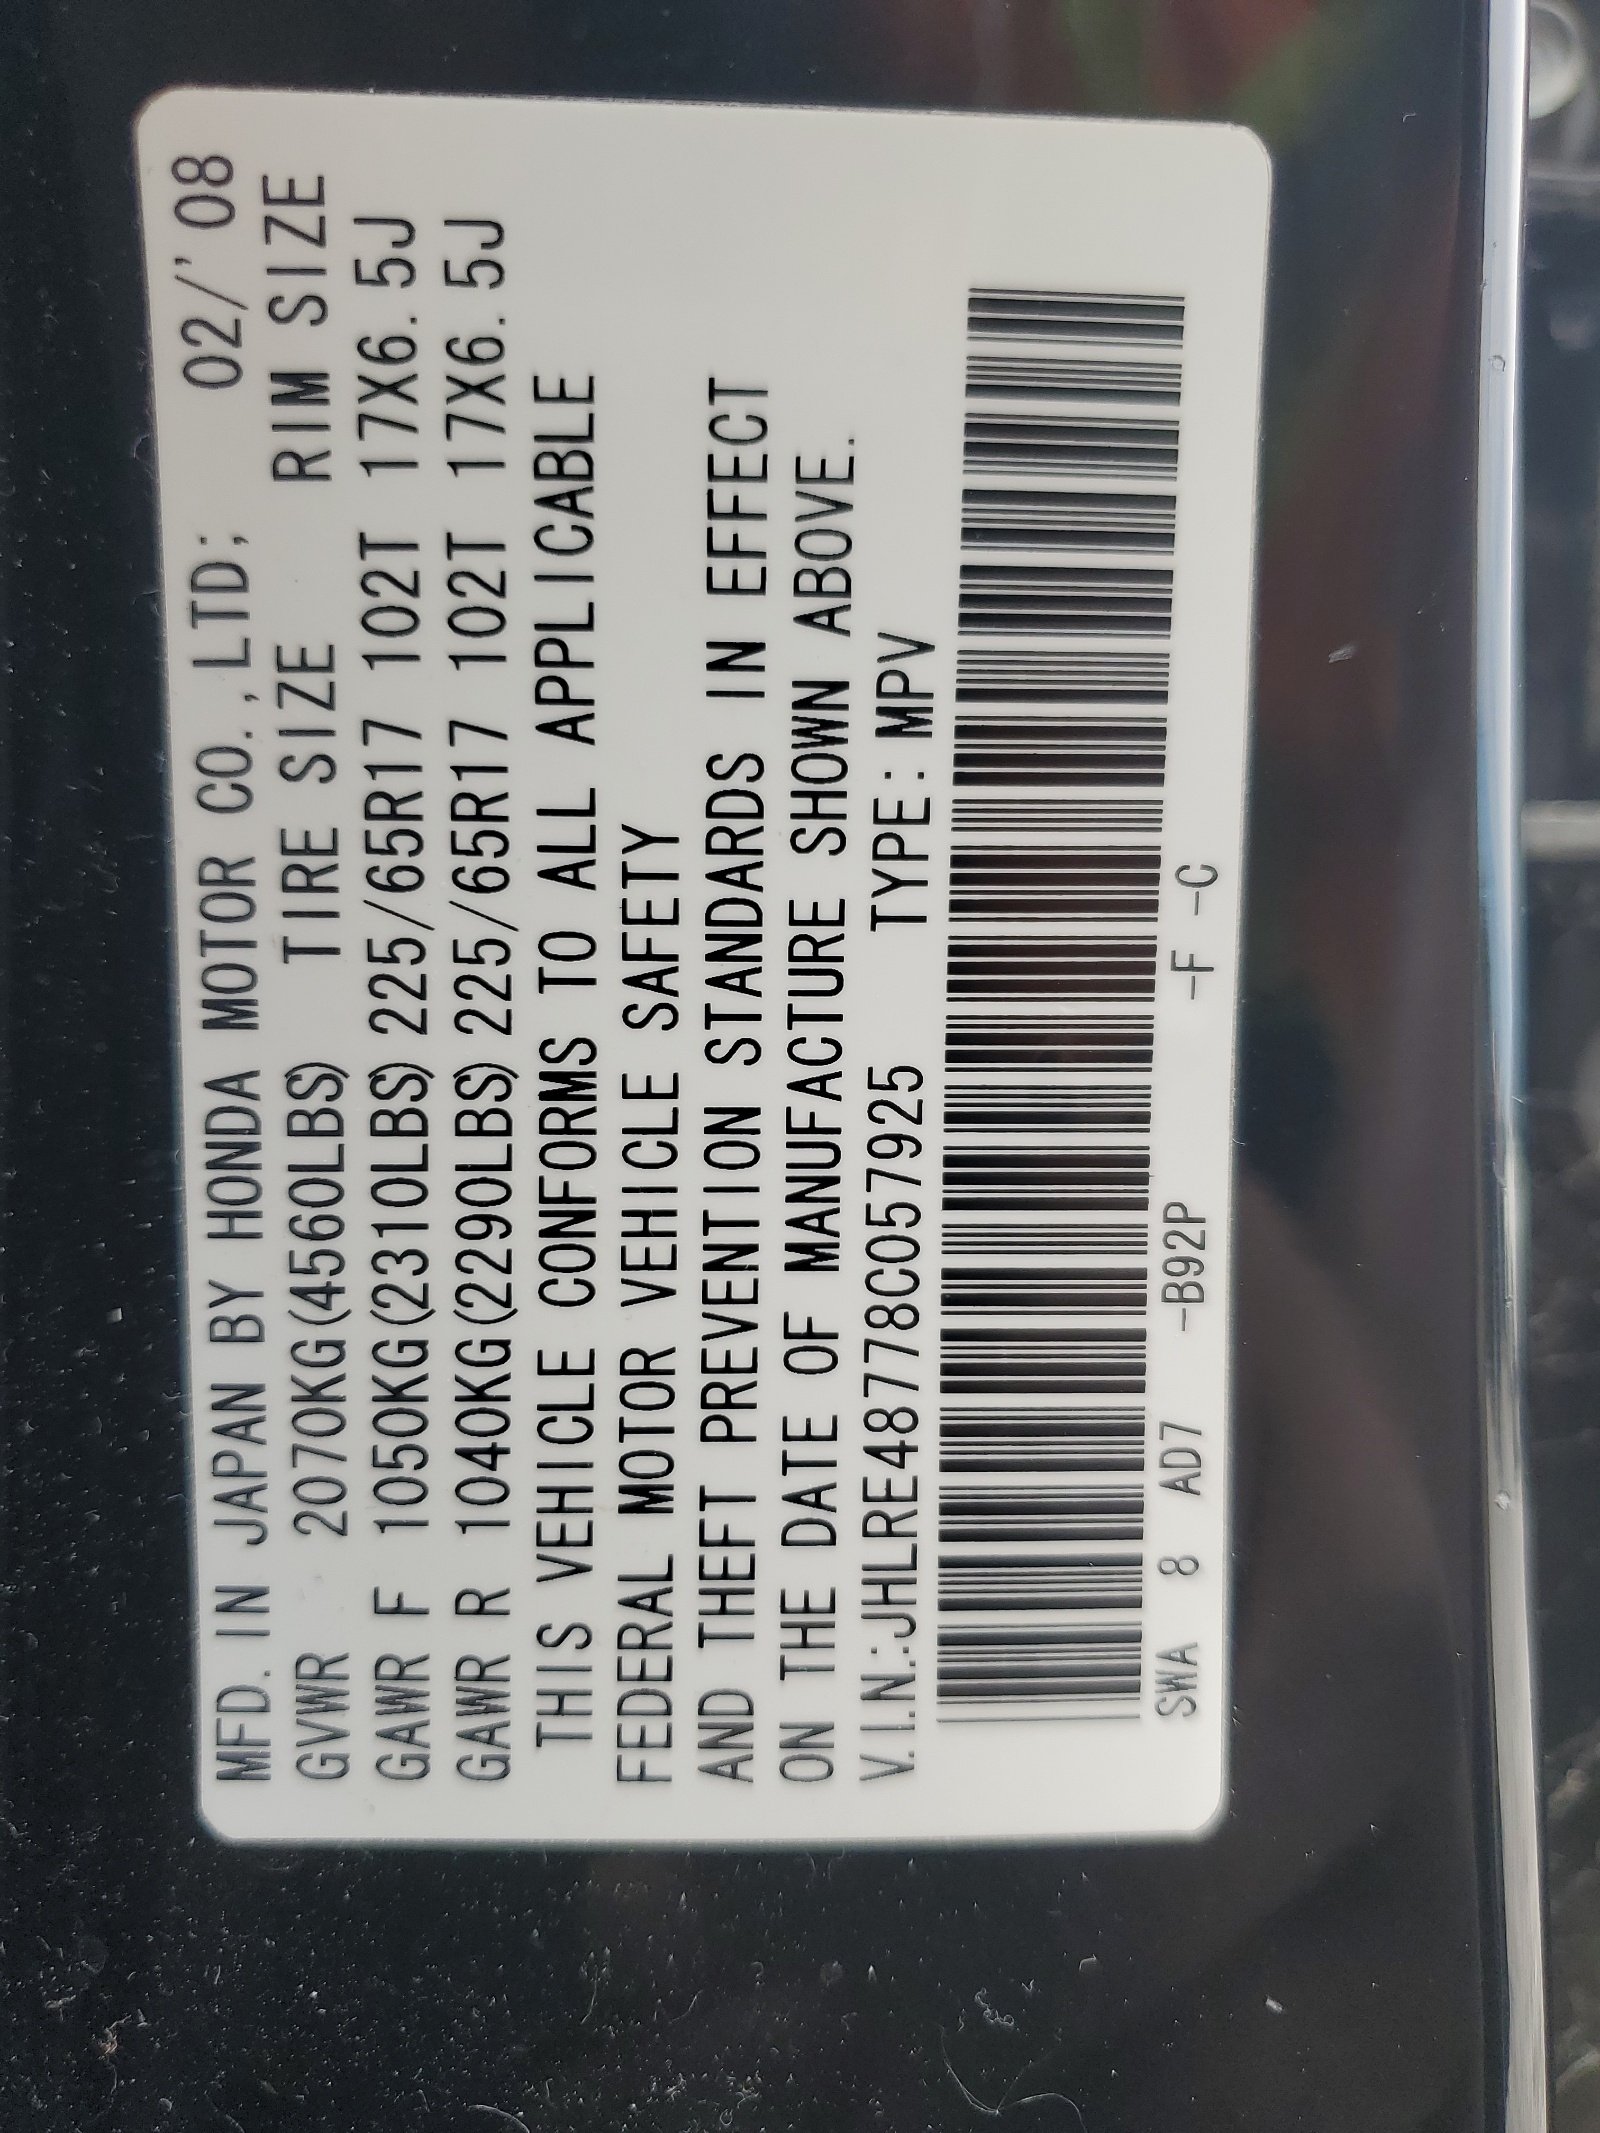 MFD. IN JAPAN BY HONDA MOTOR CO.,LTD; 02/'08
GVWR 2070KG(4560LBS) TIRE SIZE RIM SIZE
GAWR F 1050KG(2310LBS) 225/65R17 102T 17X6.5J
GAWR R 1040KG(2290LBS) 225/65R17 102T 17X6.5J
THIS VEHICLE CONFORMS TO ALL APPLICABLE
FEDERAL MOTOR VEHICLE SAFETY
AND THEFT PREVENTION STANDARDS IN EFFECT
ON THE DATE OF MANUFACTURE SHOWN ABOVE.
V.I.N.:JHLRE48778C057925 TYPE:MPV
SWA 8 AD7 -B92P -F -C